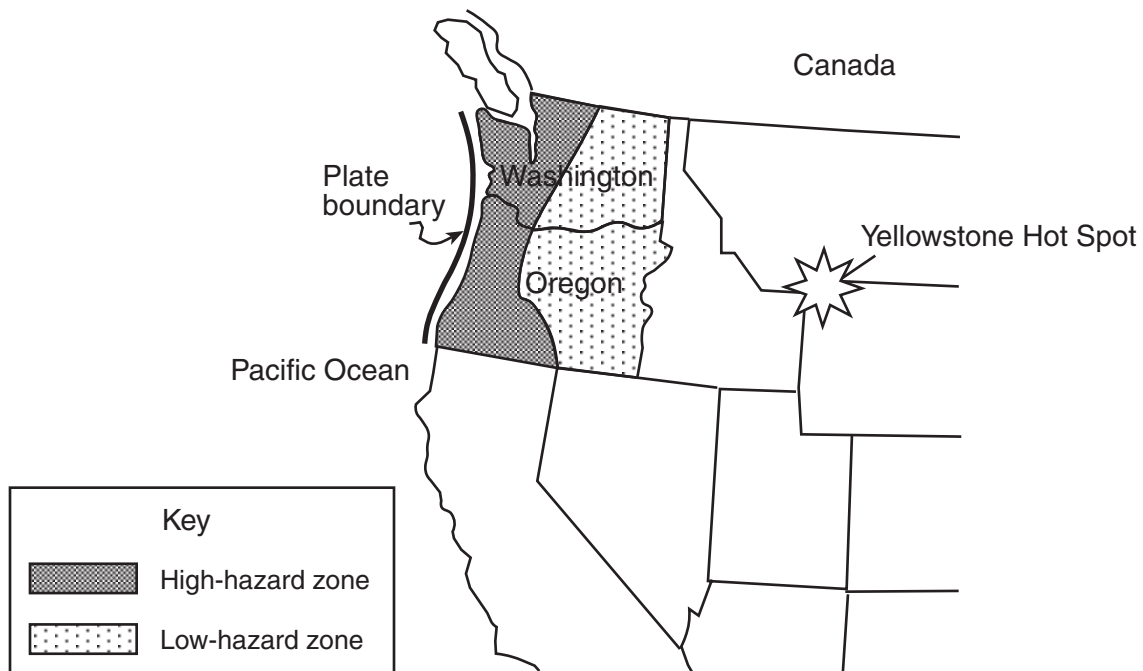 Canada
Plate
boundary
Washington
Yellowstone Hot Spot
Oregon
Pacific Ocean
Key
High-hazard zone
Low-hazard zone